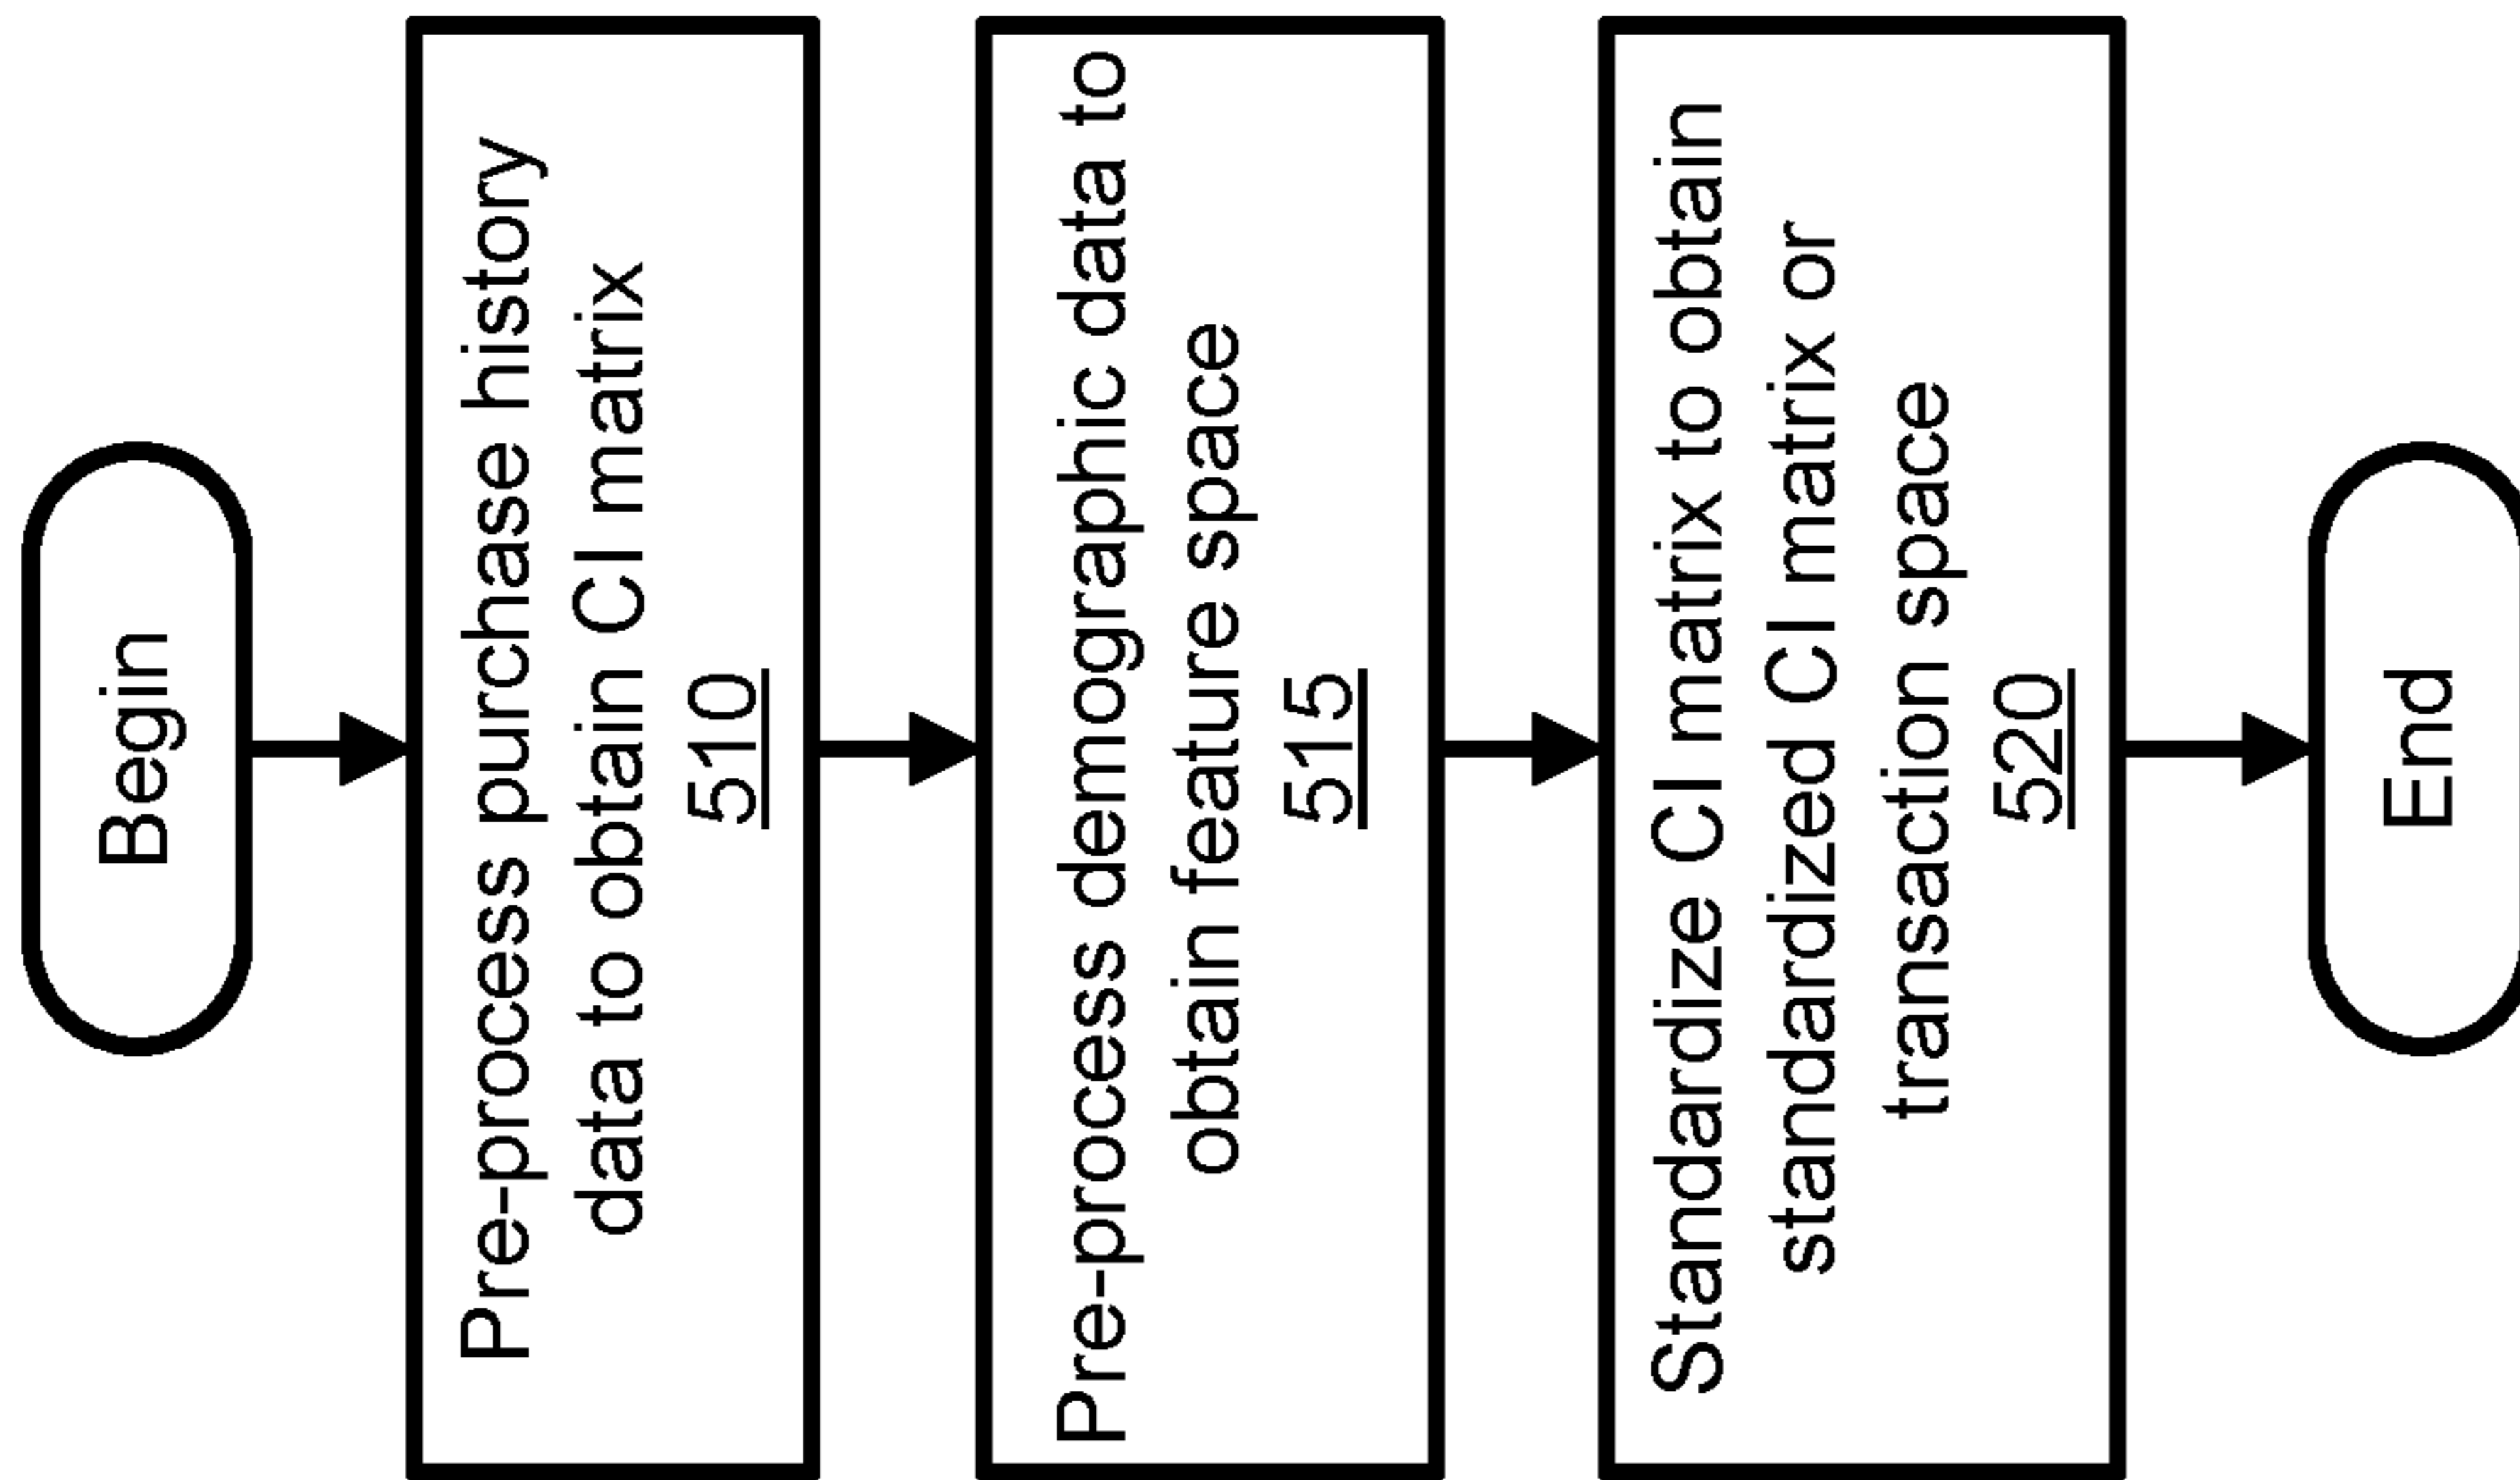 Begin
Pre-process purchase history
data to obtain CI matrix
510
Pre-process demographic data to
obtain feature space
515
Standardize CI matrix to obtain
standardized CI matrix or
transaction space
520
End